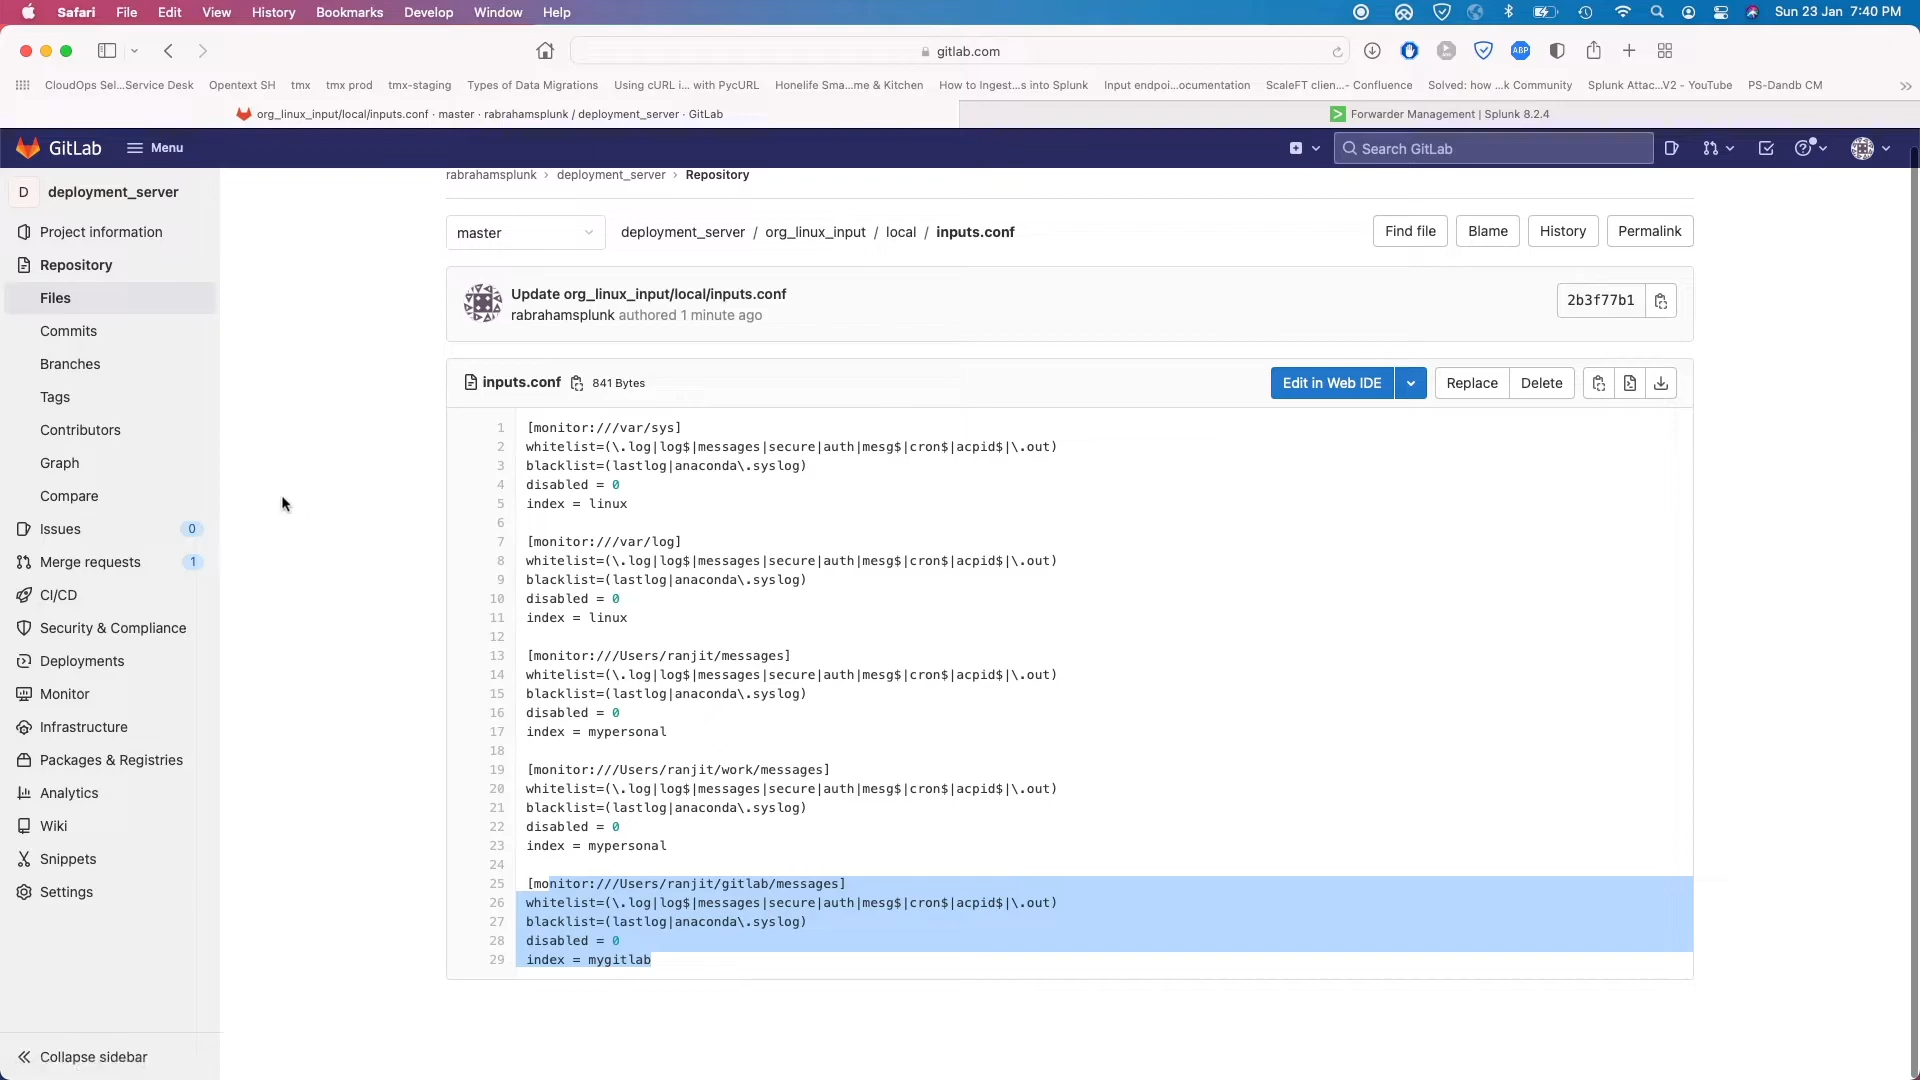 Safari File Edit View History Bookmarks Develop Window Help
Sun 23 Jan 7:40 PM
gitlab.com
ABP
CloudOps Sel...Service Desk Opentext SH tmx tmx prod tmx-staging Types of Data Migrations Using cURL i... with PycURL Honelife Sma...me & Kitchen How to Ingest...s into Splunk Input endpoi...ocumentation ScaleFT clien...- Confluence Solved: how ...k Community Splunk Attac...V2 - YouTube PS-Dandb CM
org_linux_input/local/inputs.conf · master · rabrahamsplunk / deployment_server · GitLab
Forwarder Management | Splunk 8.2.4
GitLab Menu
Search GitLab
D deployment_server
Project information
Repository
Files
Commits
Branches
Tags
Contributors
Graph
Compare
Issues 0
Merge requests 1
CI/CD
Security & Compliance
Deployments
Monitor
Infrastructure
Packages & Registries
Analytics
Wiki
Snippets
Settings
Collapse sidebar
rabrahamsplunk › deployment_server › Repository
master
deployment_server / org_linux_input / local / inputs.conf
Find file Blame History Permalink
Update org_linux_input/local/inputs.conf
rabrahamsplunk authored 1 minute ago
2b3f77b1
inputs.conf 841 Bytes
Edit in Web IDE Replace Delete
1 [monitor:///var/sys]
2 whitelist=(\.log|log$|messages|secure|auth|mesg$|cron$|acpid$|\.out)
3 blacklist=(lastlog|anaconda\.syslog)
4 disabled = 0
5 index = linux
6
7 [monitor:///var/log]
8 whitelist=(\.log|log$|messages|secure|auth|mesg$|cron$|acpid$|\.out)
9 blacklist=(lastlog|anaconda\.syslog)
10 disabled = 0
11 index = linux
12
13 [monitor:///Users/ranjit/messages]
14 whitelist=(\.log|log$|messages|secure|auth|mesg$|cron$|acpid$|\.out)
15 blacklist=(lastlog|anaconda\.syslog)
16 disabled = 0
17 index = mypersonal
18
19 [monitor:///Users/ranjit/work/messages]
20 whitelist=(\.log|log$|messages|secure|auth|mesg$|cron$|acpid$|\.out)
21 blacklist=(lastlog|anaconda\.syslog)
22 disabled = 0
23 index = mypersonal
24
25 [monitor:///Users/ranjit/gitlab/messages]
26 whitelist=(\.log|log$|messages|secure|auth|mesg$|cron$|acpid$|\.out)
27 blacklist=(lastlog|anaconda\.syslog)
28 disabled = 0
29 index = mygitlab